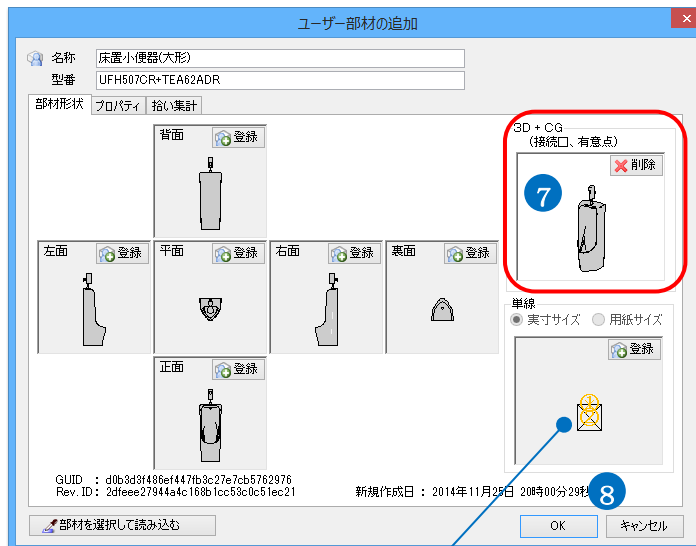 ユーザー部材の追加
×
名称 床置小便器(大形)
型番 UFH507CR+TEA62ADR
部材形状 プロパティ 拾い集計
背面 登録
3D + CG
(接続口、有意点)
削除
7
左面 登録
平面 登録
右面 登録
裏面 登録
単線
実寸サイズ 用紙サイズ
登録
正面 登録
GUID : d0b3d3f486ef447fb3c27e7cb5762976
Rev.ID: 2dfeee27944a4c168b1cc53c0c51ec21
新規作成日 : 2014年11月25日 20時00分29秒
8
部材を選択して読み込む
OK
キャンセル